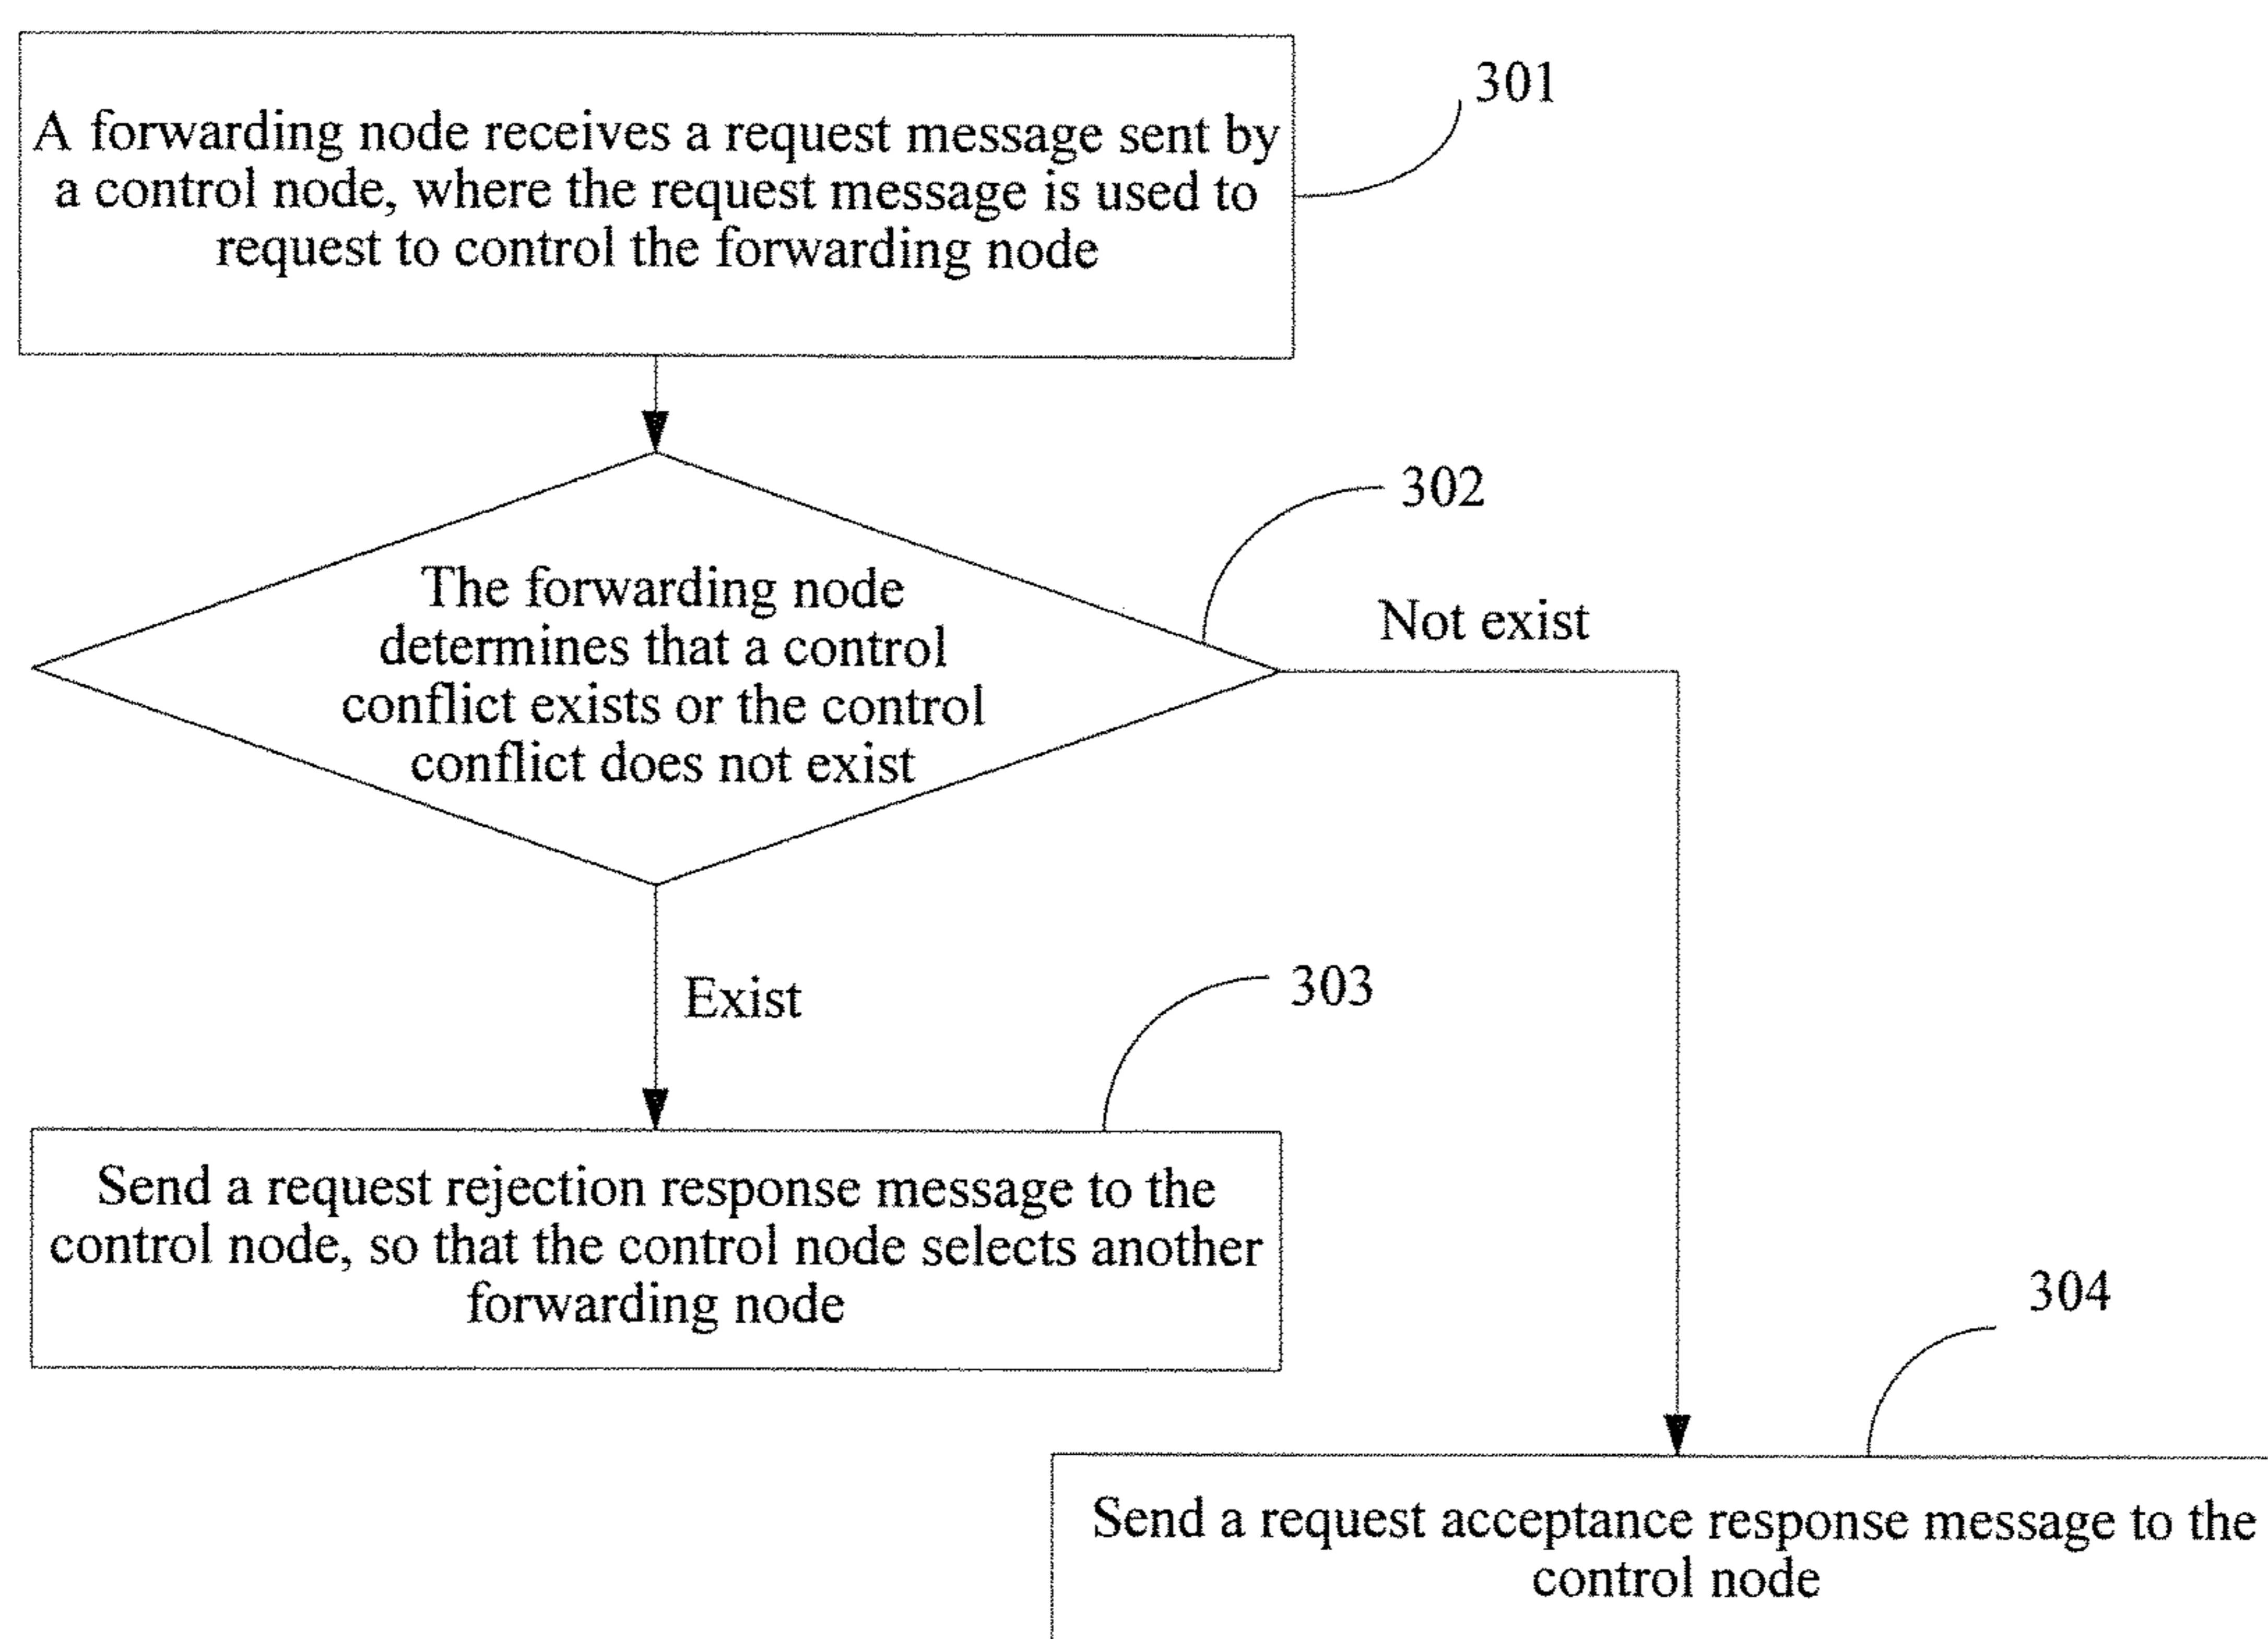 A forwarding node receives a request message sent by
a control node, where the request message is used to
request to control the forwarding node
301
The forwarding node
determines that a control
conflict exists or the control
conflict does not exist
302
Not exist
Exist
303
Send a request rejection response message to the
control node, so that the control node selects another
forwarding node
304
Send a request acceptance response message to the
control node